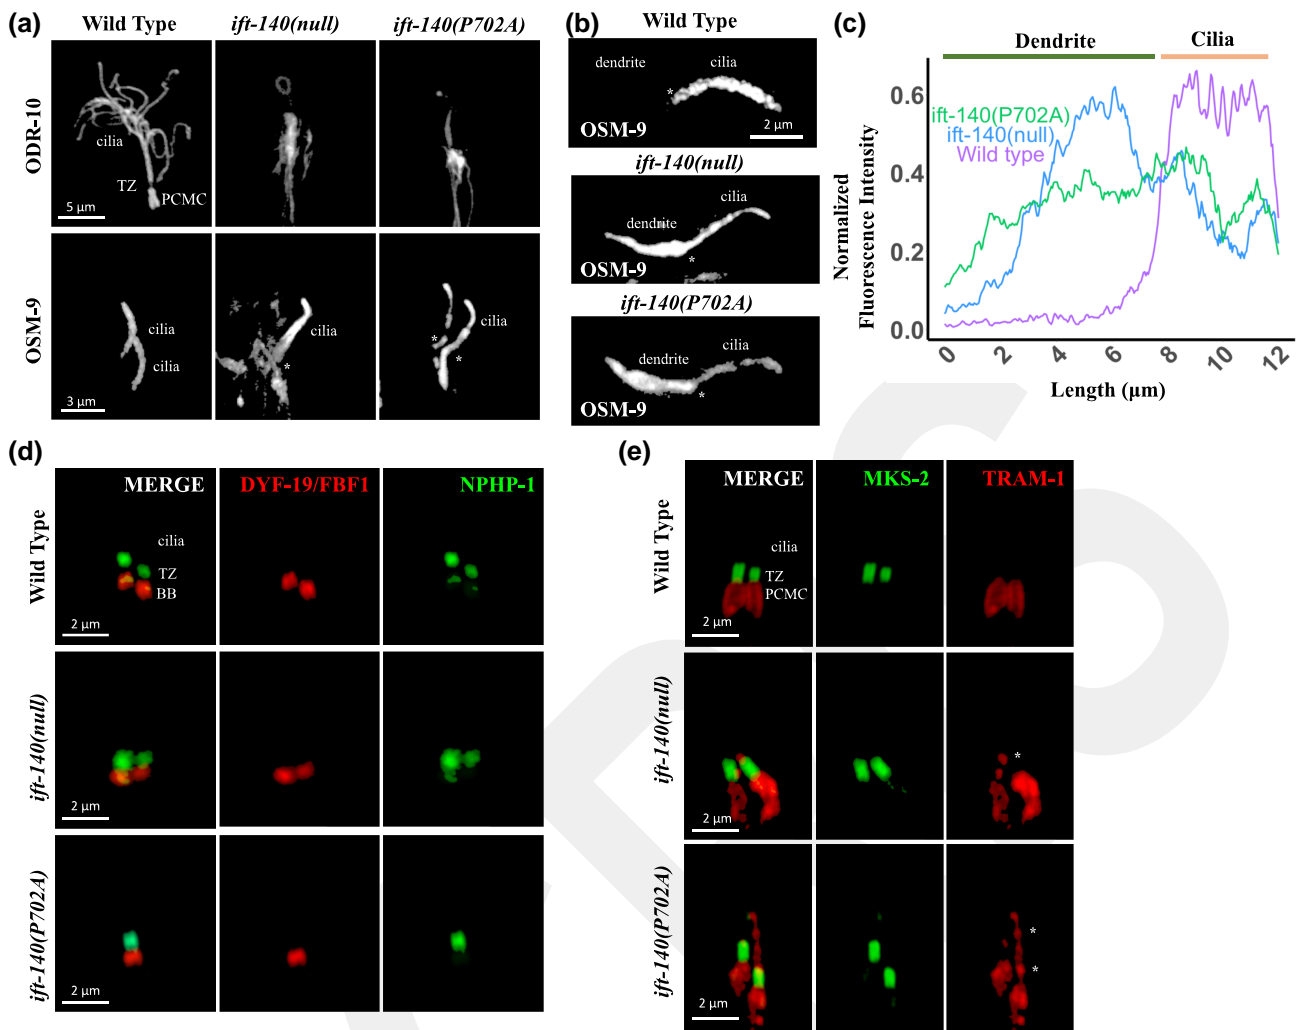 (a)
Wild Type
ift-140(null)
ift-140(P702A)
ODR-10
cilia
TZ
PCMC
5 μm
OSM-9
cilia
cilia
3 μm
cilia
*
cilia
*
*
(b)
Wild Type
dendrite
cilia
*
OSM-9
2 μm
ift-140(null)
cilia
dendrite
*
OSM-9
ift-140(P702A)
cilia
dendrite
*
OSM-9
(c)
Dendrite
Cilia
ift-140(P702A)
ift-140(null)
Wild type
Normalized
Fluorescence Intensity
0.6
0.4
0.2
0.0
0 2 4 6 8 10 12
Length (μm)
(d)
MERGE
DYF-19/FBF1
NPHP-1
Wild Type
cilia
TZ
BB
2 μm
ift-140(null)
2 μm
ift-140(P702A)
2 μm
(e)
MERGE
MKS-2
TRAM-1
Wild Type
cilia
TZ
PCMC
2 μm
ift-140(null)
*
2 μm
ift-140(P702A)
*
*
2 μm